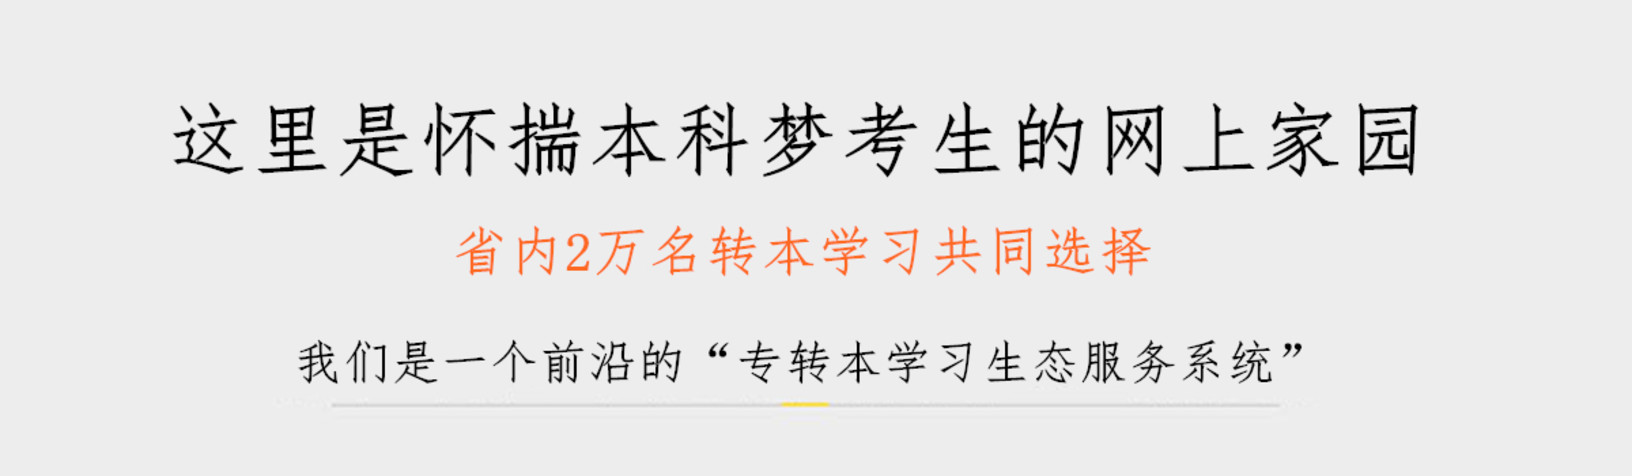 这里是怀揣本科梦考生的网上家园
省内2万名转本学习共同选择
我们是一个前沿的“专转本学习生态服务系统”